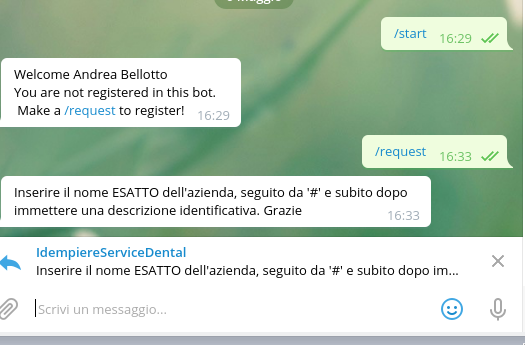 /start 16:29
Welcome Andrea Bellotto
You are not registered in this bot.
Make a /request to register! 16:29
/request 16:33
Inserire il nome ESATTO dell'azienda, seguito da '#' e subito dopo
immettere una descrizione identificativa. Grazie
16:33
IdempiereServiceDental
Inserire il nome ESATTO dell'azienda, seguito da '#' e subito dopo im...
Scrivi un messaggio...